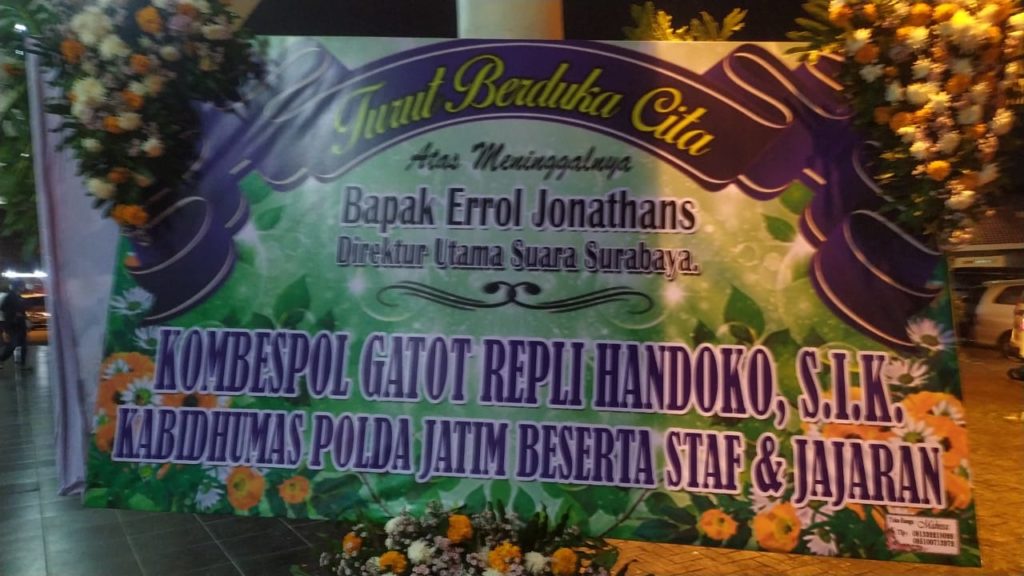 Turut Berduka Cita
Atas Meninggalnya
Bapak Errol Jonathans
Direktur Utama Suara Surabaya.
KOMBESPOL GATOT REPLI HANDOKO, S.I.K.
KABIDHUMAS POLDA JATIM BESERTA STAF & JAJARAN